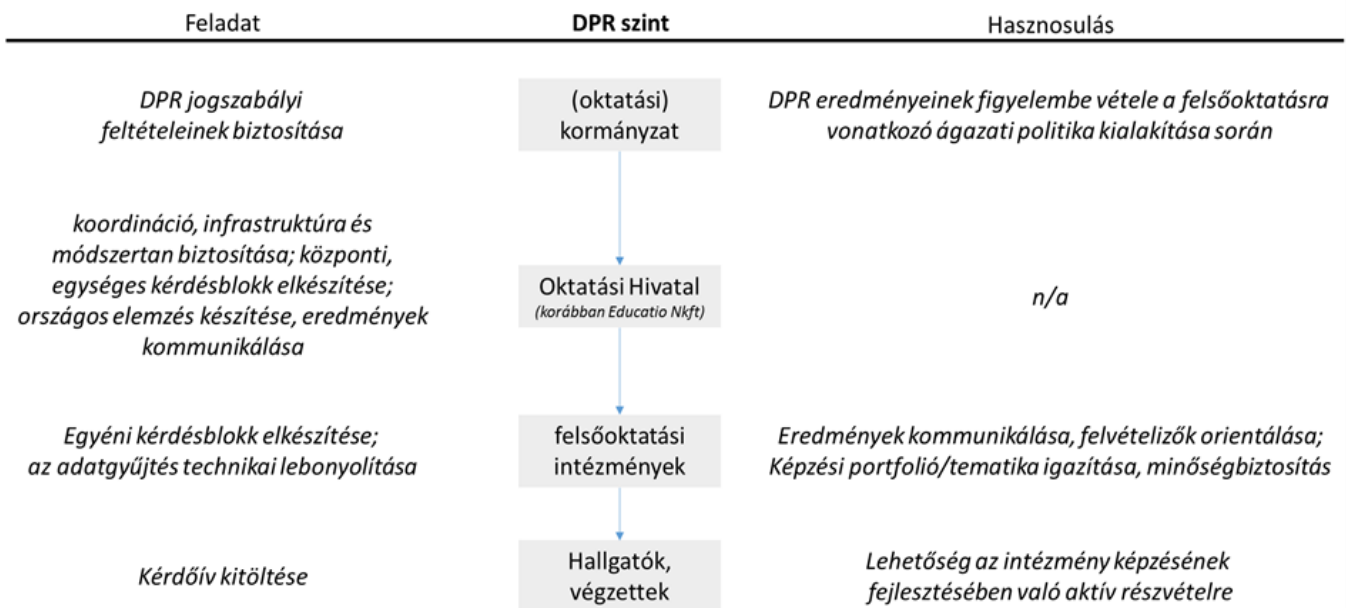 Feladat
DPR szint
Hasznosulás
DPR jogszabályi
feltételeinek biztosítása
(oktatási)
kormányzat
DPR eredményeinek figyelembe vétele a felsőoktatásra
vonatkozó ágazati politika kialakítása során
koordináció, infrastruktúra és
módszertan biztosítása; központi,
egységes kérdésblokk elkészítése;
országos elemzés készítése, eredmények
kommunikálása
Oktatási Hivatal
(korábban Educatio Nkft)
n/a
Egyéni kérdésblokk elkészítése;
az adatgyűjtés technikai lebonyolítása
felsőoktatási
intézmények
Eredmények kommunikálása, felvételizők orientálása;
Képzési portfolió/tematika igazítása, minőségbiztosítás
Kérdőív kitöltése
Hallgatók,
végzettek
Lehetőség az intézmény képzésének
fejlesztésében való aktív részvételre